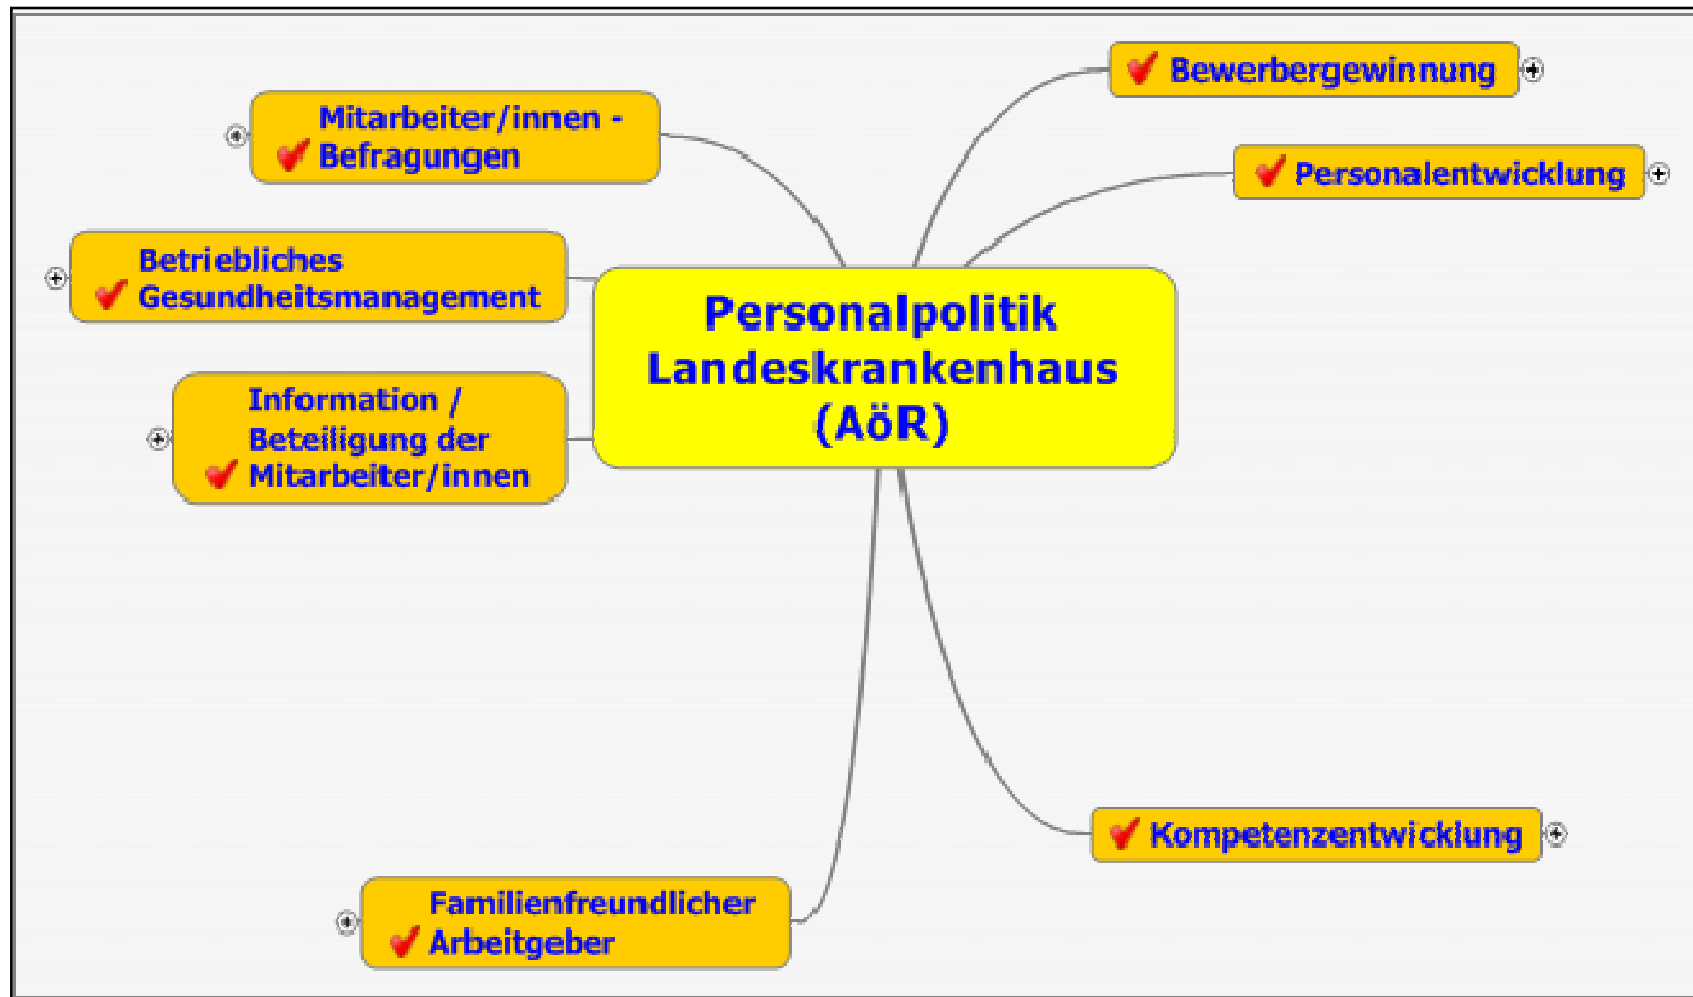 Bewerbergewinnung
Mitarbeiter/innen -
Befragungen
Personalentwicklung
Betriebliches
Gesundheitsmanagement
Personalpolitik
Landeskrankenhaus
(AöR)
Information /
Beteiligung der
Mitarbeiter/innen
Kompetenzentwicklung
Familienfreundlicher
Arbeitgeber